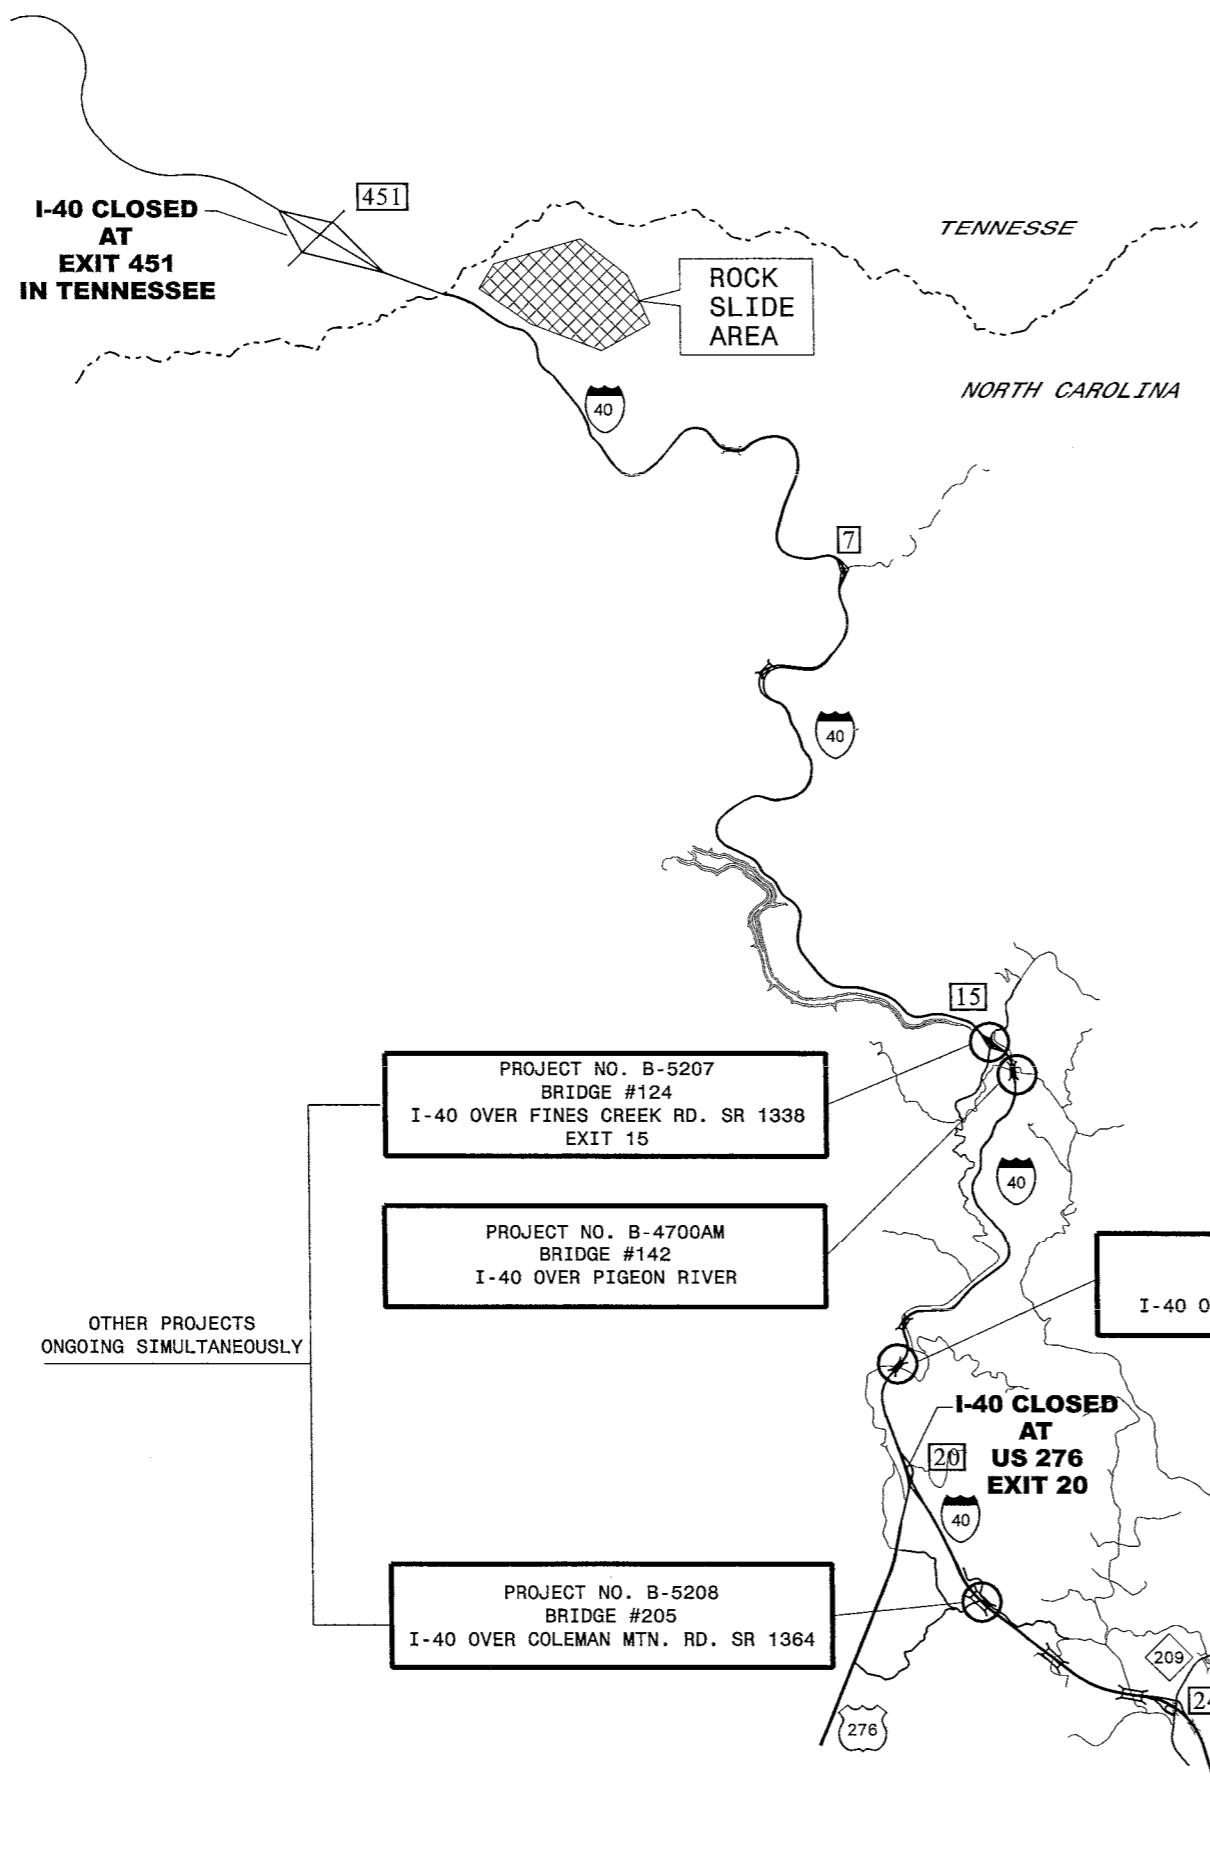 451
I-40 CLOSED
AT
EXIT 451
IN TENNESSEE
TENNESSEE
ROCK
SLIDE
AREA
NORTH CAROLINA
40
7
40
15
PROJECT NO. B-5207
BRIDGE #124
I-40 OVER FINES CREEK RD. SR 1338
EXIT 15
40
PROJECT NO. B-4700AM
BRIDGE #142
I-40 OVER PIGEON RIVER
I-40 O
OTHER PROJECTS
ONGOING SIMULTANEOUSLY
I-40 CLOSED
AT
US 276
EXIT 20
20
40
PROJECT NO. B-5208
BRIDGE #205
I-40 OVER COLEMAN MTN. RD. SR 1364
209
24
276